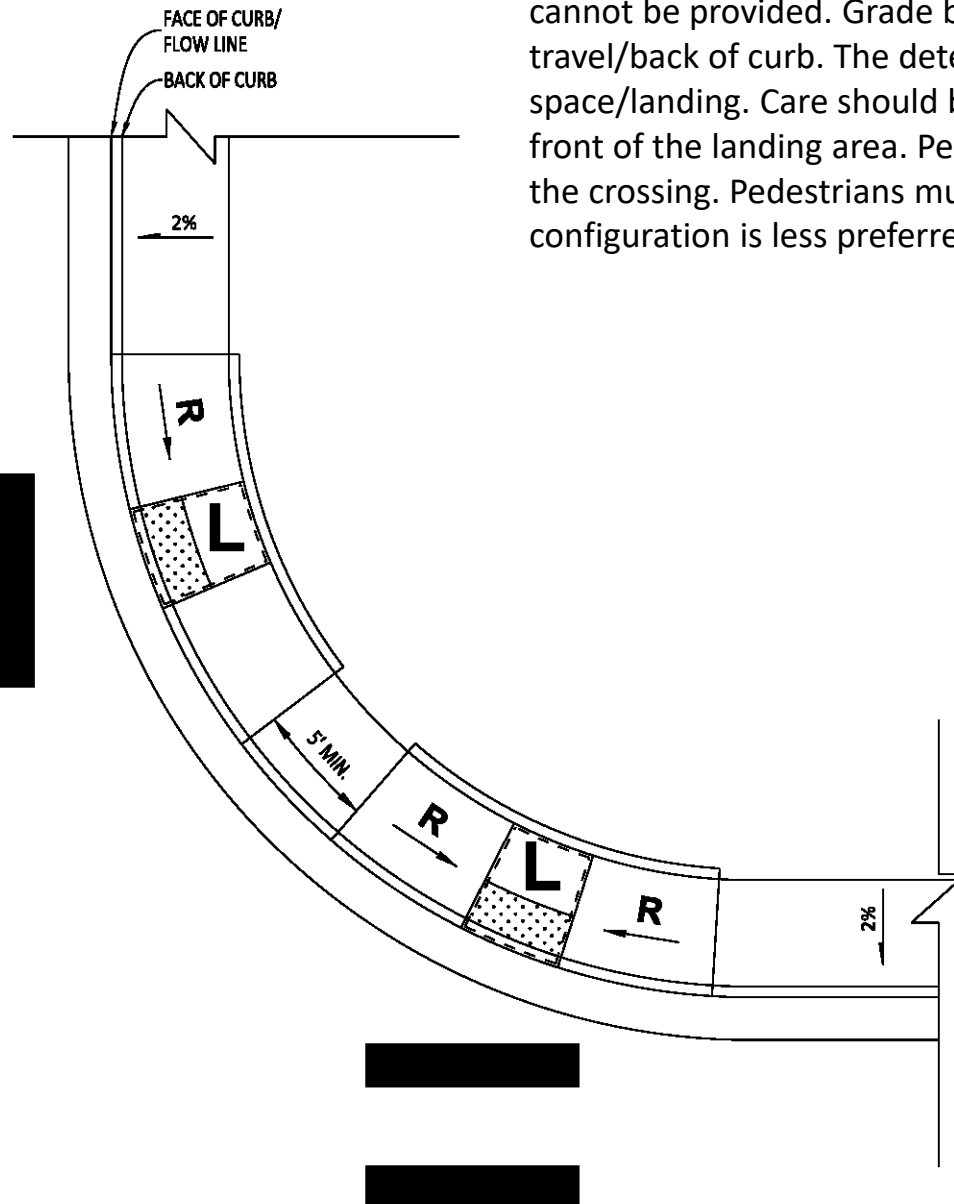 FACE OF CURB/
FLOW LINE
BACK OF CURB
cannot be provided. Grade b
travel/back of curb. The dete
space/landing. Care should b
front of the landing area. Pe
the crossing. Pedestrians mu
configuration is less preferre
2%
R
L
5' MIN.
R
L
R
2%